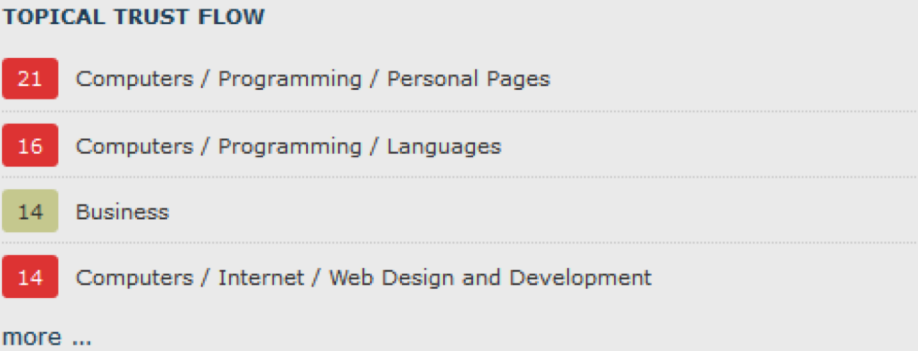 TOPICAL TRUST FLOW
21 Computers / Programming / Personal Pages
16 Computers / Programming / Languages
14 Business
14 Computers / Internet / Web Design and Development
more ...